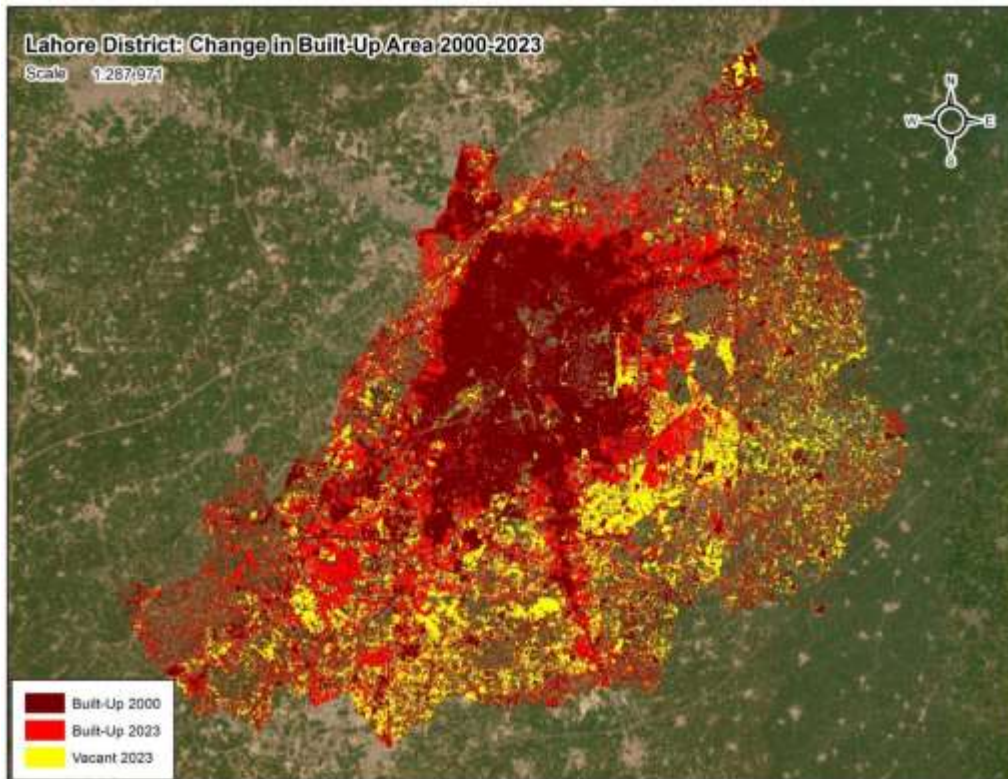 Lahore District: Change in Built-Up Area 2000-2023
Scale 1:287,971
N
W E
S
Built-Up 2000
Built-Up 2023
Vacant 2023